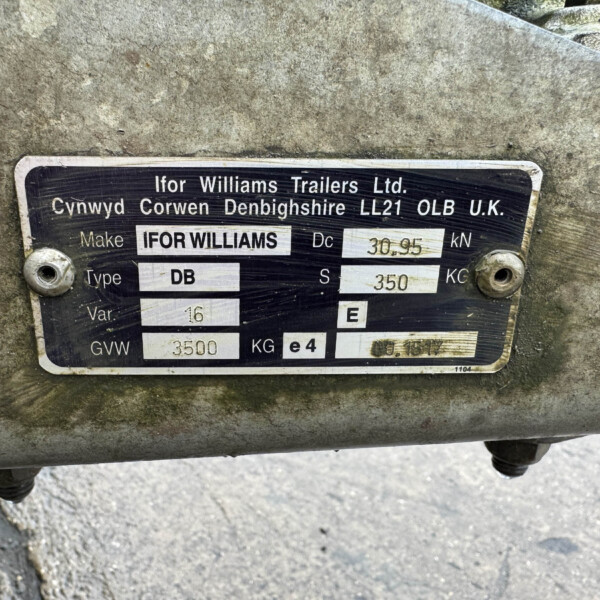 Ifor Williams Trailers Ltd.
Cynwyd Corwen Denbighshire LL21 OLB U.K.
Make IFOR WILLIAMS Dc 30.95 kN
Type DB S 350 KG
Var. 16 E
GVW 3500 KG e4
1104